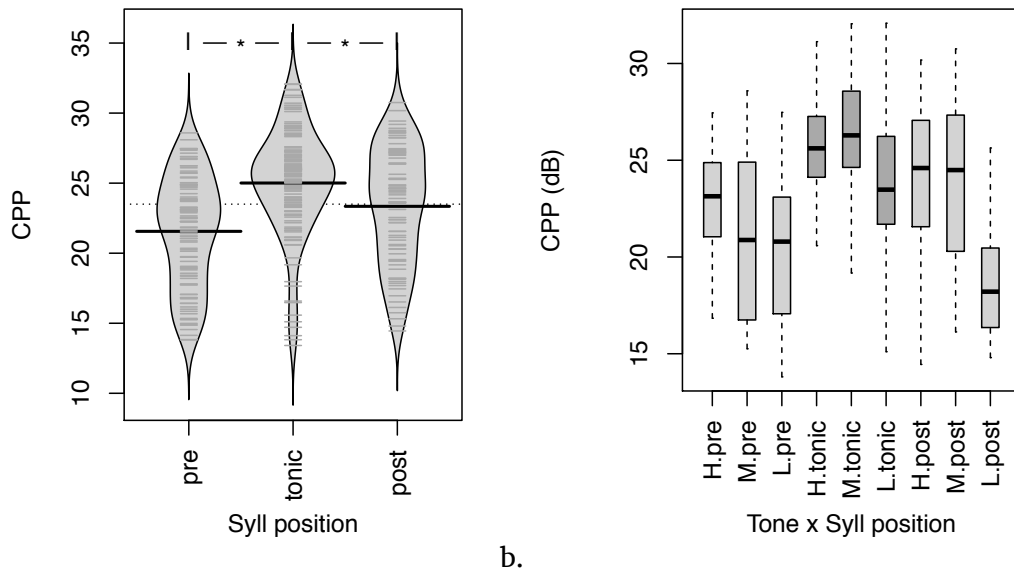 35
30
25
20
15
10
CPP
* *
pre
tonic
post
Syll position
30
25
20
15
CPP (dB)
H.pre
M.pre
L.pre
H.tonic
M.tonic
L.tonic
H.post
M.post
L.post
Tone x Syll position
b.